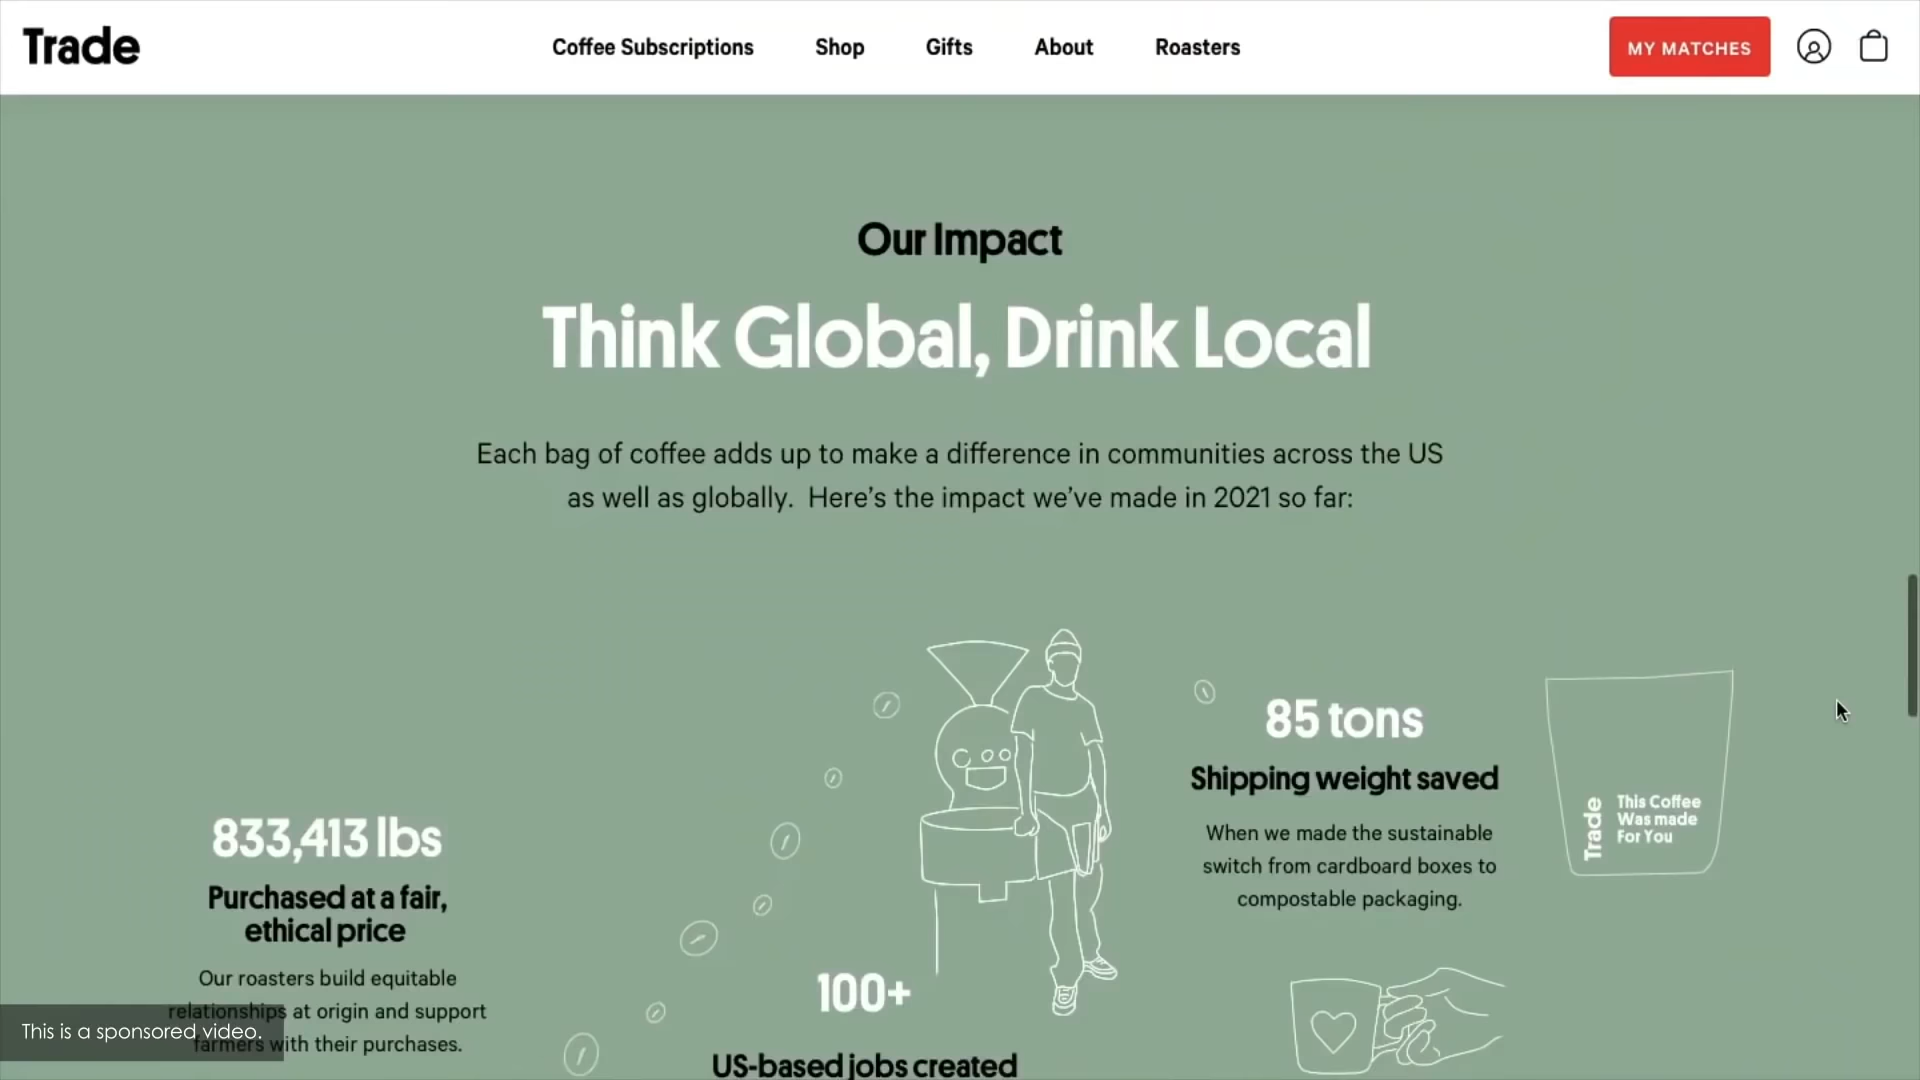 Trade
Coffee Subscriptions
Shop
Gifts
About
Roasters
MY MATCHES
Our Impact
Think Global, Drink Local
Each bag of coffee adds up to make a difference in communities across the US
as well as globally. Here's the impact we've made in 2021 so far:
833,413 lbs
Purchased at a fair,
ethical price
Our roasters build equitable
relationships at origin and support
farmers with their purchases.
100+
US-based jobs created
85 tons
Shipping weight saved
When we made the sustainable
switch from cardboard boxes to
compostable packaging.
Trade
This Coffee
Was made
For You
This is a sponsored video.